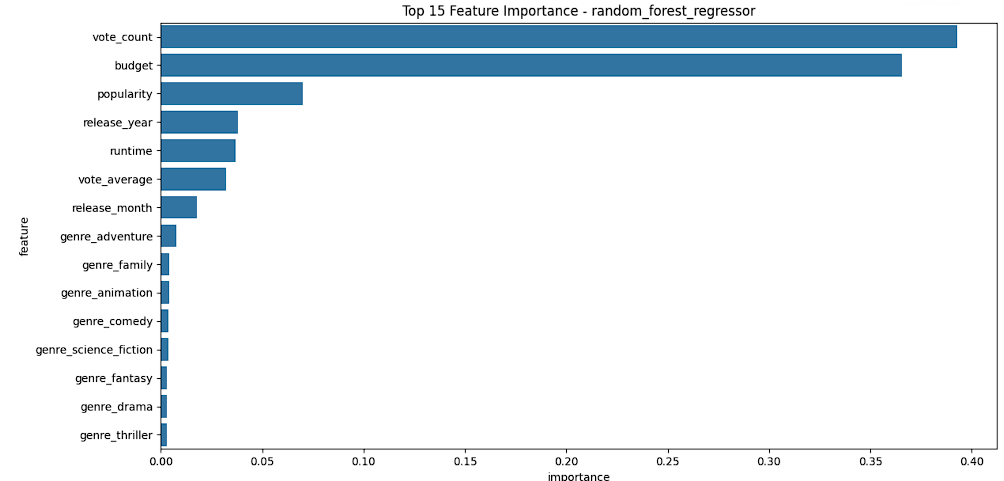 Top 15 Feature Importance - random_forest_regressor
vote_count
budget
popularity
release_year
runtime
vote_average
release_month
genre_adventure
genre_family
genre_animation
genre_comedy
genre_science_fiction
genre_fantasy
genre_drama
genre_thriller
feature
0.00 0.05 0.10 0.15 0.20 0.25 0.30 0.35 0.40
importance